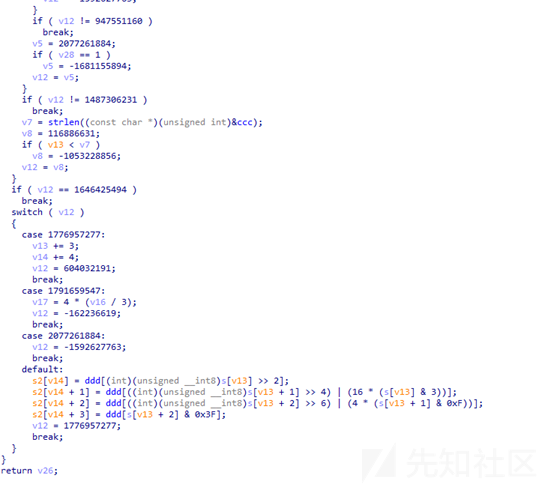 }
if ( v12 != 947551160 )
break;
v5 = 2077261884;
if ( v28 == 1 )
v5 = -1681155894;
v12 = v5;
}
if ( v12 != 1487306231 )
break;
v7 = strlen((const char *)(unsigned int)&ccc);
v8 = 116886631;
if ( v13 < v7 )
v8 = -1053228856;
v12 = v8;
}
if ( v12 == 1646425494 )
break;
switch ( v12 )
{
case 1776957277:
v13 += 3;
v14 += 4;
v12 = 604032191;
break;
case 1791659547:
v17 = 4 * (v16 / 3);
v12 = -162236619;
break;
case 2077261884:
v12 = -1592627763;
break;
default:
s2[v14] = ddd[(int)(unsigned __int8)s[v13] >> 2];
s2[v14 + 1] = ddd[((int)(unsigned __int8)s[v13 + 1] >> 4) | (16 * (s[v13] & 3))];
s2[v14 + 2] = ddd[((int)(unsigned __int8)s[v13 + 2] >> 6) | (4 * (s[v13 + 1] & 0xF))];
s2[v14 + 3] = ddd[s[v13 + 2] & 0x3F];
v12 = 1776957277;
break;
}
}
return v26;
先知社区